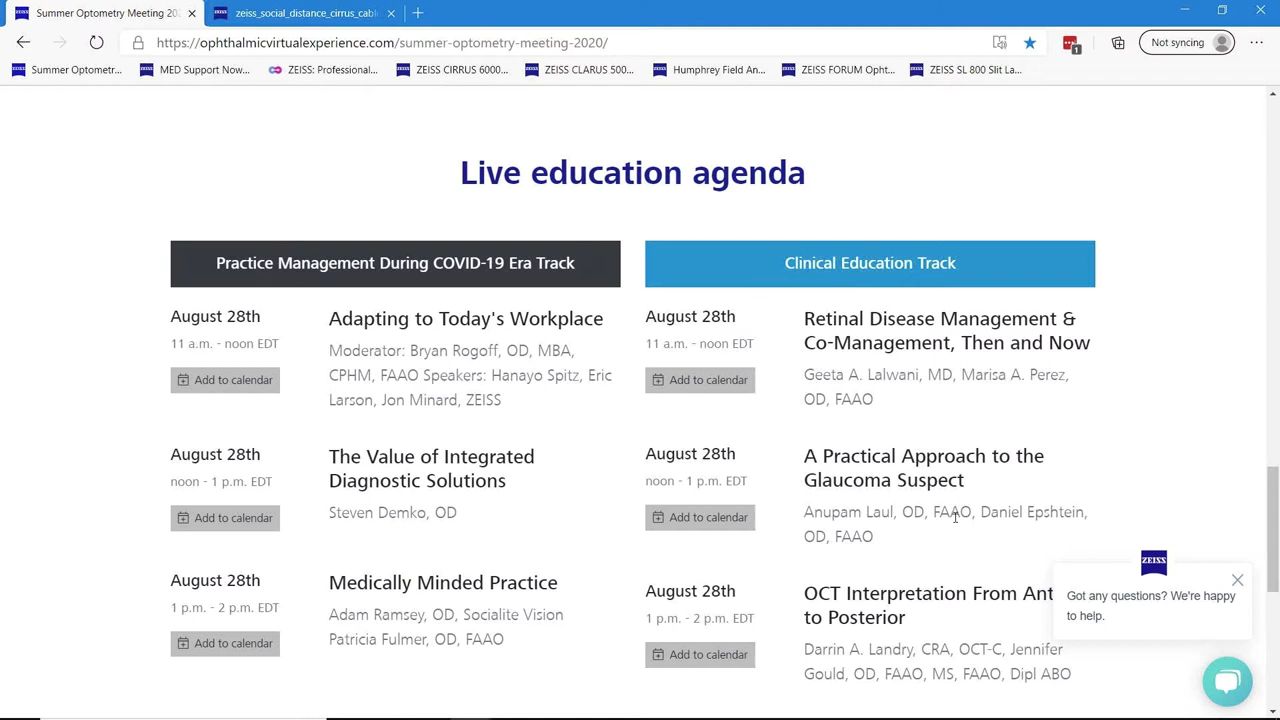 Summer Optometry Meeting 202
zeiss_social_distance_cirrus_cabl
https://ophthalmicvirtualexperience.com/summer-optometry-meeting-2020/
1
Not syncing
Summer Optometr...
MED Support Now...
ZEISS: Professional...
ZEISS CIRRUS 6000...
ZEISS CLARUS 500...
Humphrey Field An...
ZEISS FORUM Opht...
ZEISS SL 800 Slit La...
Live education agenda
Practice Management During COVID-19 Era Track
August 28th
11 a.m. - noon EDT
Add to calendar
Adapting to Today's Workplace
Moderator: Bryan Rogoff, OD, MBA,
CPHM, FAAO Speakers: Hanayo Spitz, Eric
Larson, Jon Minard, ZEISS
August 28th
noon - 1 p.m. EDT
Add to calendar
The Value of Integrated
Diagnostic Solutions
Steven Demko, OD
August 28th
1 p.m. - 2 p.m. EDT
Add to calendar
Medically Minded Practice
Adam Ramsey, OD, Socialite Vision
Patricia Fulmer, OD, FAAO
Clinical Education Track
August 28th
11 a.m. - noon EDT
Add to calendar
Retinal Disease Management &
Co-Management, Then and Now
Geeta A. Lalwani, MD, Marisa A. Perez,
OD, FAAO
August 28th
noon - 1 p.m. EDT
Add to calendar
A Practical Approach to the
Glaucoma Suspect
Anupam Laul, OD, FAAO, Daniel Epshtein,
OD, FAAO
August 28th
1 p.m. - 2 p.m. EDT
Add to calendar
OCT Interpretation From Ant
to Posterior
Darrin A. Landry, CRA, OCT-C, Jennifer
Gould, OD, FAAO, MS, FAAO, Dipl ABO
ZEISS
Got any questions? We're happy
to help.